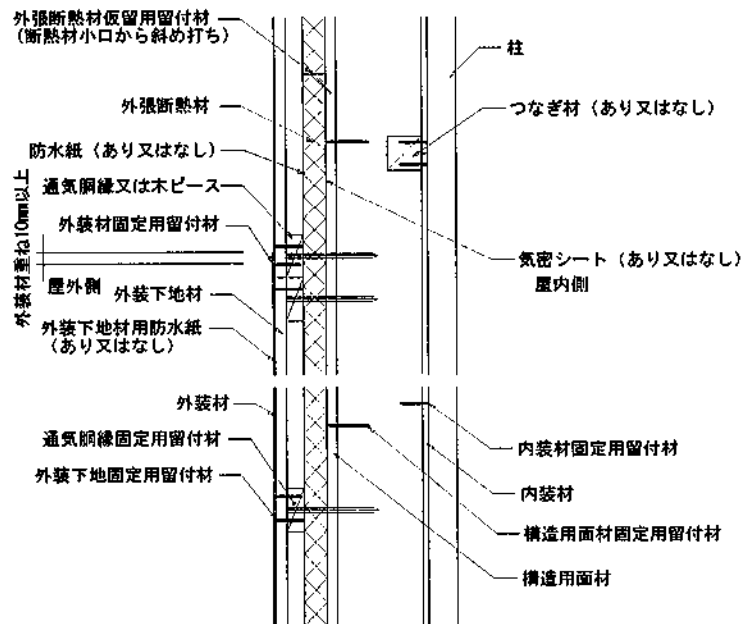 外張断熱材仮留用留付材
(断熱材小口から斜め打ち)
外張断熱材
防水紙(あり又はなし)
通気胴縁又は木ピース
外装材固定用留付材
外装材重ね10mm以上
屋外側
外装下地材
外装下地材用防水紙
(あり又はなし)
外装材
通気胴縁固定用留付材
外装下地固定用留付材
柱
つなぎ材(あり又はなし)
気密シート(あり又はなし)
屋内側
内装材固定用留付材
内装材
構造用面材固定用留付材
構造用面材